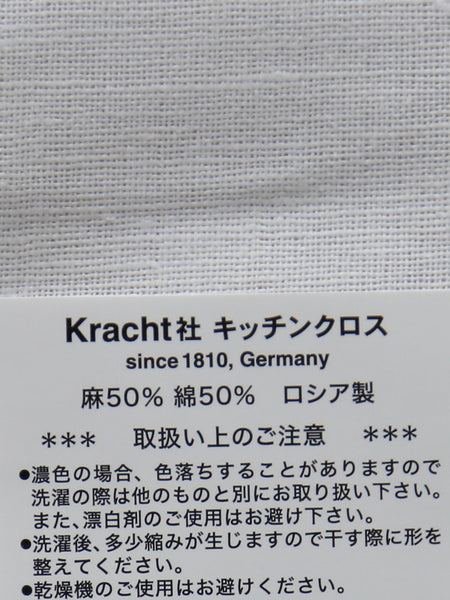 Kracht社 キッチンクロス
since 1810, Germany
麻50% 綿50% ロシア製
*** 取扱い上のご注意 ***
●濃色の場合、色落ちすることがありますので
洗濯の際は他のものと別にお取り扱い下さい。
また、漂白剤のご使用はお避け下さい。
●洗濯後、多少縮みが生じますので干す際に形を
整えてください。
●乾燥機のご使用はお避けください。